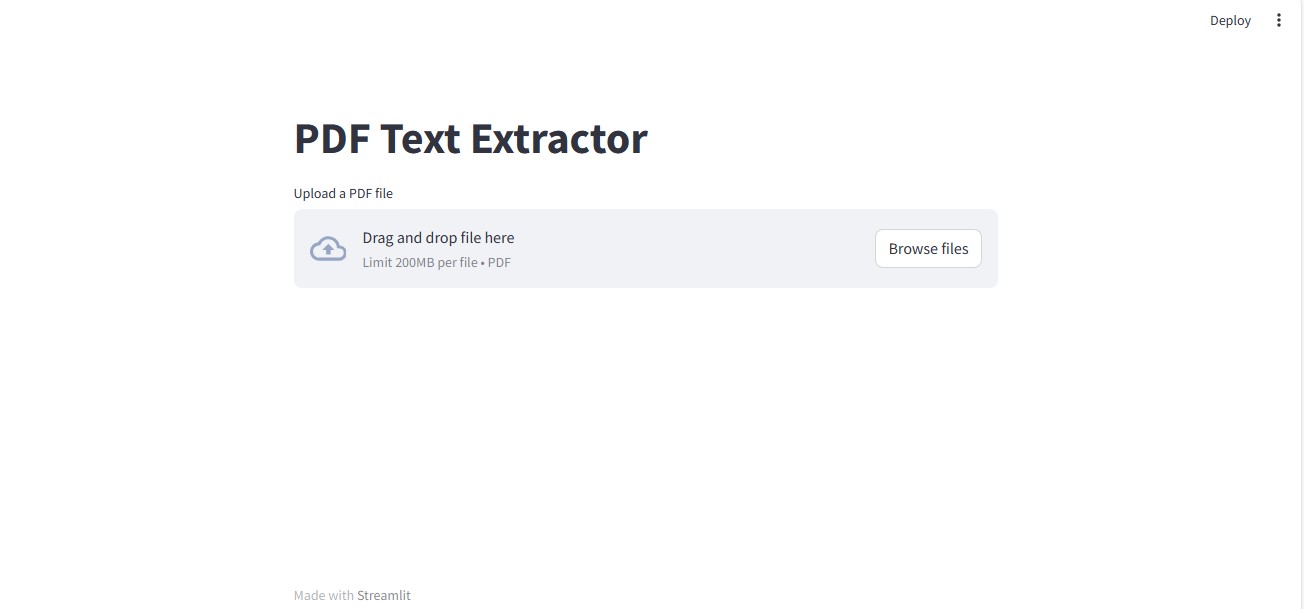 Deploy
PDF Text Extractor
Upload a PDF file
Drag and drop file here
Limit 200MB per file • PDF
Browse files
Made with Streamlit